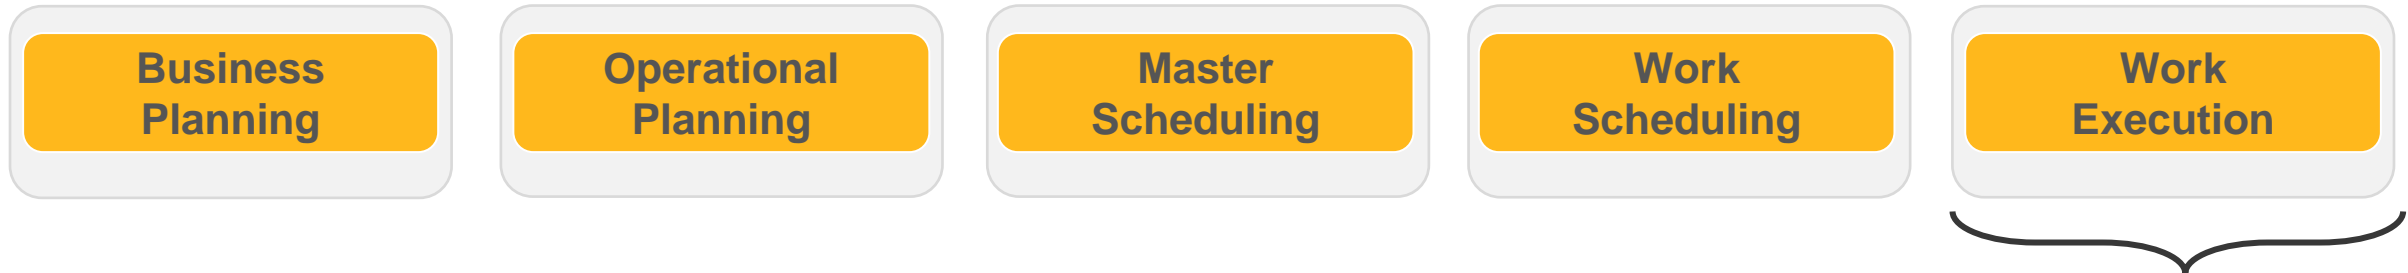 Business
Planning
Operational
Planning
Master
Scheduling
Work
Scheduling
Work
Execution